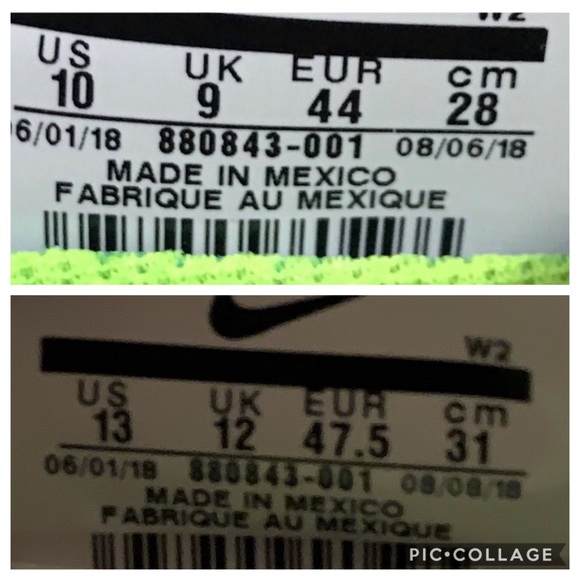 W2
US UK EUR cm
10 9 44 28
6/01/18 880843-001 08/06/18
MADE IN MEXICO
FABRIQUE AU MEXIQUE
W2
US UK EUR cm
13 12 47.5 31
06/01/18 880843-001 08/08/18
MADE IN MEXICO
FABRIQUE AU MEXIQUE
PIC•COLLAGE